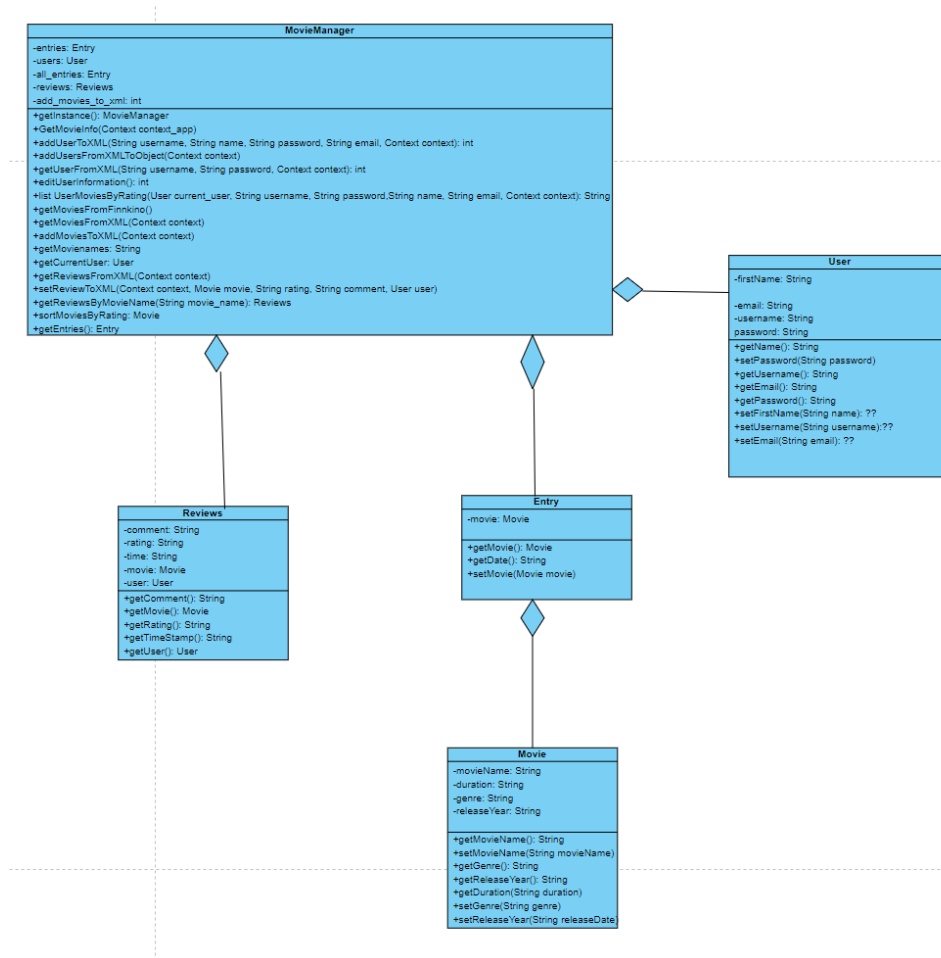 MovieManager
-entries: Entry
-users: User
-all_entries: Entry
-reviews: Reviews
-add_movies_to_xml: int
+getInstance(): MovieManager
+GetMovieInfo(Context context_app)
+addUserToXML(String username, String name, String password, String email, Context context): int
+addUsersFromXMLToObject(Context context)
+getUserFromXML(String username, String password, Context context): int
+editUserInformation(): int
+list UserMoviesByRating(User current_user, String username, String password,String name, String email, Context context): String
+getMoviesFromFinnkino()
+getMoviesFromXML(Context context)
+addMoviesToXML(Context context)
+getMovienames: String
+getCurrentUser: User
+getReviewsFromXML(Context context)
+setReviewToXML(Context context, Movie movie, String rating, String comment, User user)
+getReviewsByMovieName(String movie_name): Reviews
+sortMoviesByRating: Movie
+getEntries(): Entry
User
-firstName: String
-email: String
-username: String
password: String
+getName(): String
+setPassword(String password)
+getUsername(): String
+getEmail(): String
+getPassword(): String
+setFirstName(String name): ??
+setUsername(String username):??
+setEmail(String email): ??
Reviews
-comment: String
-rating: String
-time: String
-movie: Movie
-user: User
+getComment(): String
+getMovie(): Movie
+getRating(): String
+getTimeStamp(): String
+getUser(): User
Entry
-movie: Movie
+getMovie(): Movie
+getDate(): String
+setMovie(Movie movie)
Movie
-movieName: String
-duration: String
-genre: String
-releaseYear: String
+getMovieName(): String
+setMovieName(String movieName)
+getGenre(): String
+getReleaseYear(): String
+getDuration(String duration)
+setGenre(String genre)
+setReleaseYear(String releaseDate)